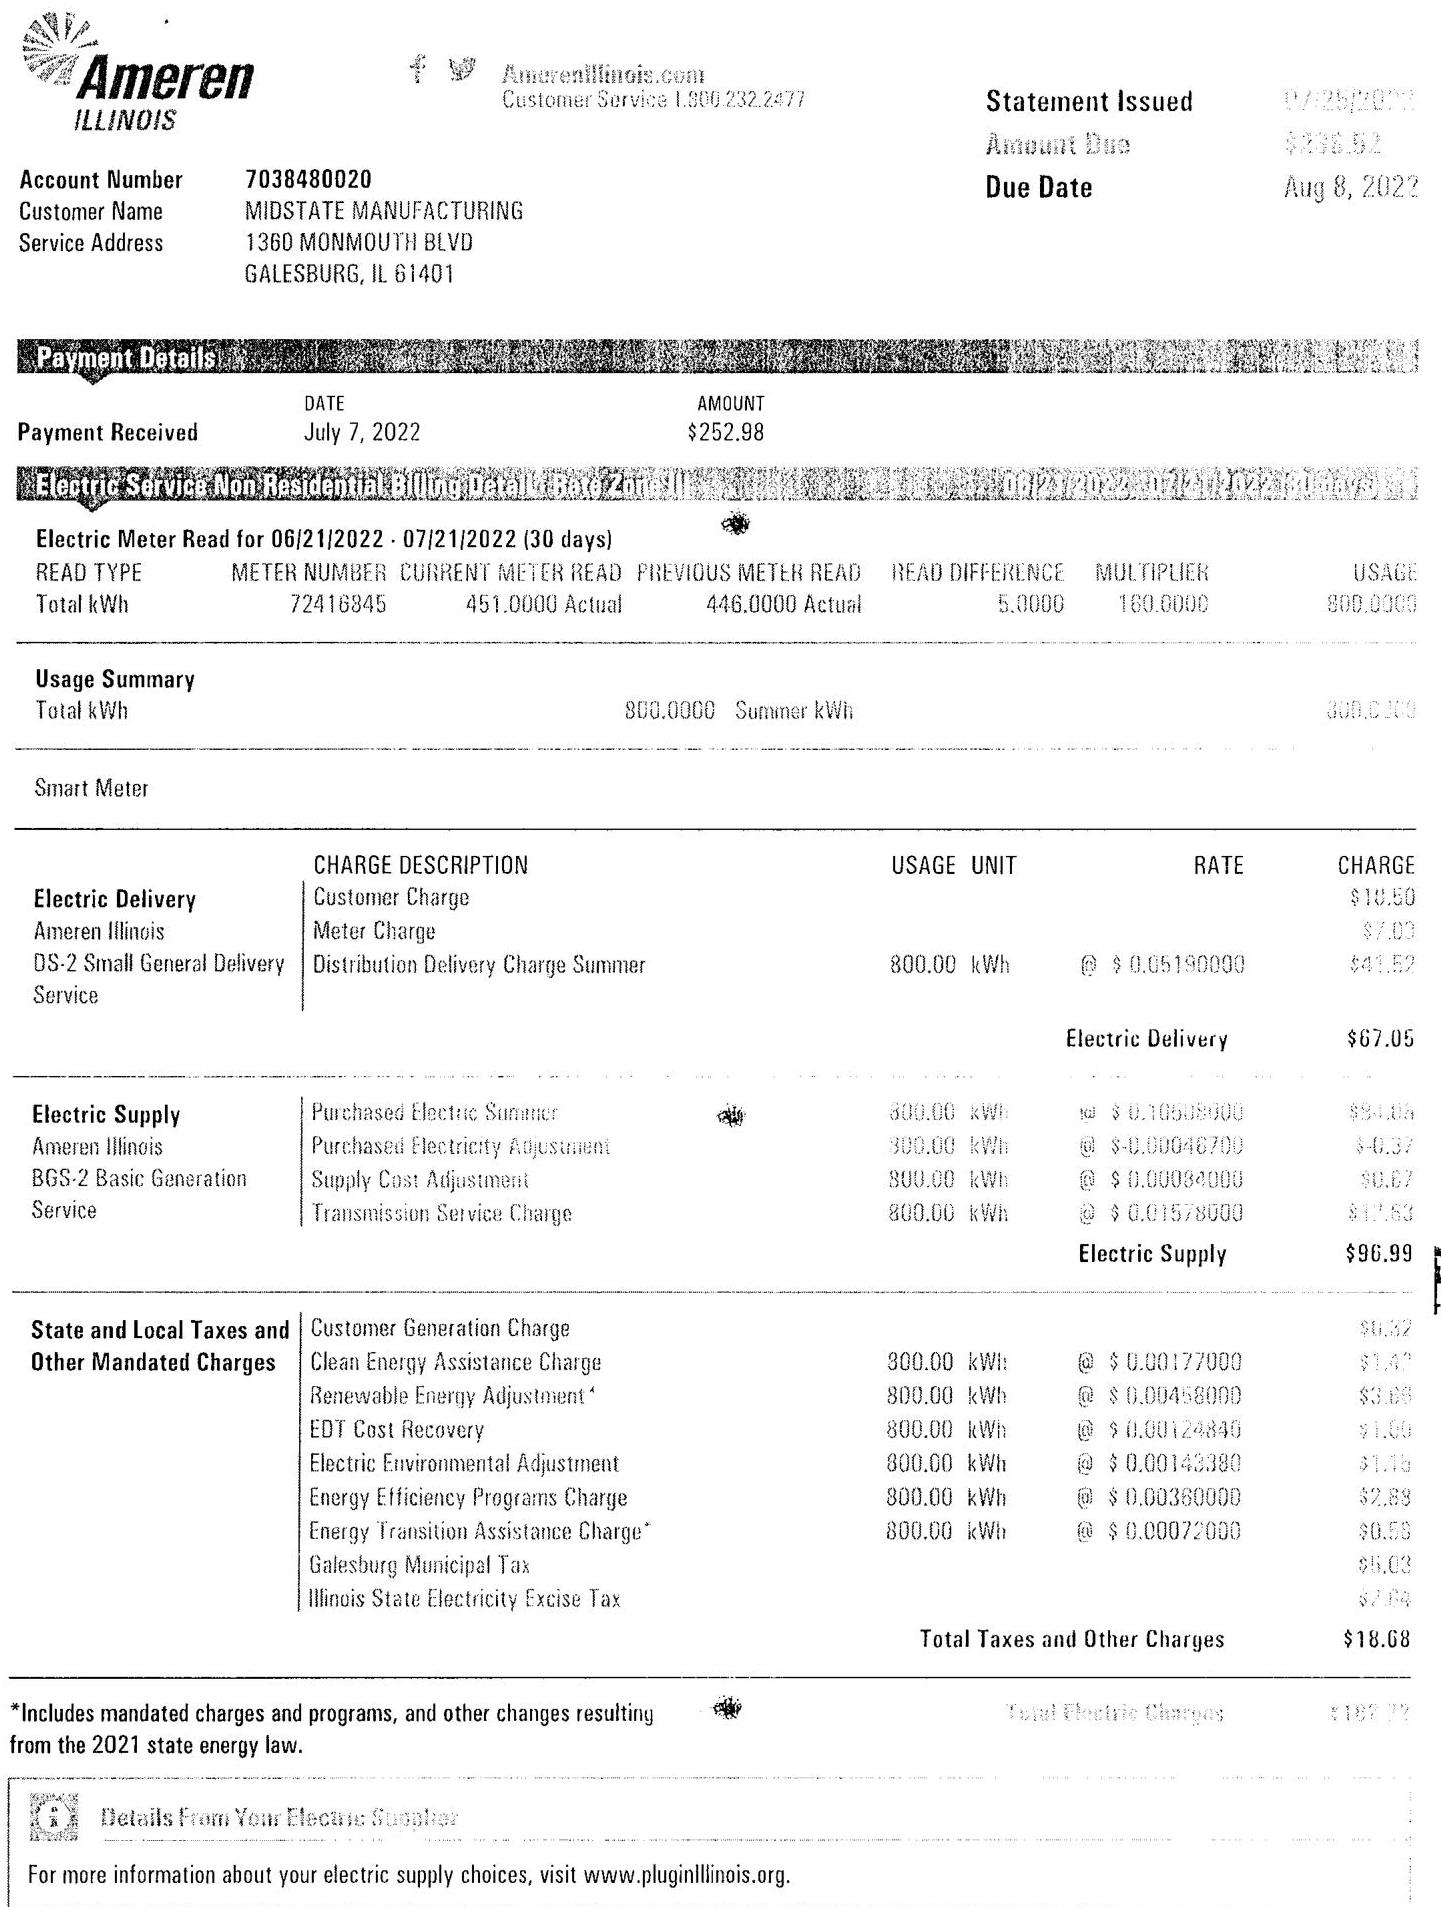 Ameren
ILLINOIS
AmerenIllinois.com
Customer Service 1.800.232.2477
Statement Issued 07/25/2022
Amount Due
Due Date Aug 8, 2022
Account Number 7038480020
Customer Name MIDSTATE MANUFACTURING
Service Address 1360 MONMOUTH BLVD
GALESBURG, IL 61401
Payment Details
DATE AMOUNT
Payment Received July 7, 2022 $252.98
Electric Service Non Residential Billing Detail - Rate Zone III 06/21/2022 - 07/21/2022 (30 days)
Electric Meter Read for 06/21/2022 - 07/21/2022 (30 days)
READ TYPE METER NUMBER CURRENT METER READ PREVIOUS METER READ READ DIFFERENCE MULTIPLIER USAGE
Total kWh 72416845 451.0000 Actual 446.0000 Actual 5.0000 160.0000 800.0000
Usage Summary
Total kWh 800.0000 Summer kWh 800.0000
Smart Meter
CHARGE DESCRIPTION USAGE UNIT RATE CHARGE
Electric Delivery Customer Charge $18.50
Ameren Illinois Meter Charge $7.03
DS-2 Small General Delivery Distribution Delivery Charge Summer 800.00 kWh @ $ 0.05190000 $41.52
Service
Electric Delivery $67.05
Electric Supply Purchased Electric Summer 800.00 kWh @
Ameren Illinois Purchased Electricity Adjustment 800.00 kWh @ $-0.00046700 $-0.37
BGS-2 Basic Generation Supply Cost Adjustment 800.00 kWh @ $ 0.00084000 $0.67
Service Transmission Service Charge 800.00 kWh @ $ 0.01578000 $12.63
Electric Supply $96.99
State and Local Taxes and Customer Generation Charge $0.32
Other Mandated Charges Clean Energy Assistance Charge 800.00 kWh @ $ 0.00177000 $1.42
Renewable Energy Adjustment* 800.00 kWh @ $ 0.00458000 $3.66
EDT Cost Recovery 800.00 kWh @ $ 0.00124840 $1.00
Electric Environmental Adjustment 800.00 kWh @ $ 0.00143380 $1.15
Energy Efficiency Programs Charge 800.00 kWh @ $ 0.00360000 $2.88
Energy Transition Assistance Charge* 800.00 kWh @ $ 0.00072000 $0.58
Galesburg Municipal Tax $5.03
Illinois State Electricity Excise Tax $2.64
Total Taxes and Other Charges $18.68
*Includes mandated charges and programs, and other changes resulting Total Electric Charges $182.72
from the 2021 state energy law.
Details From Your Electric Supplier
For more information about your electric supply choices, visit www.pluginIllinois.org.